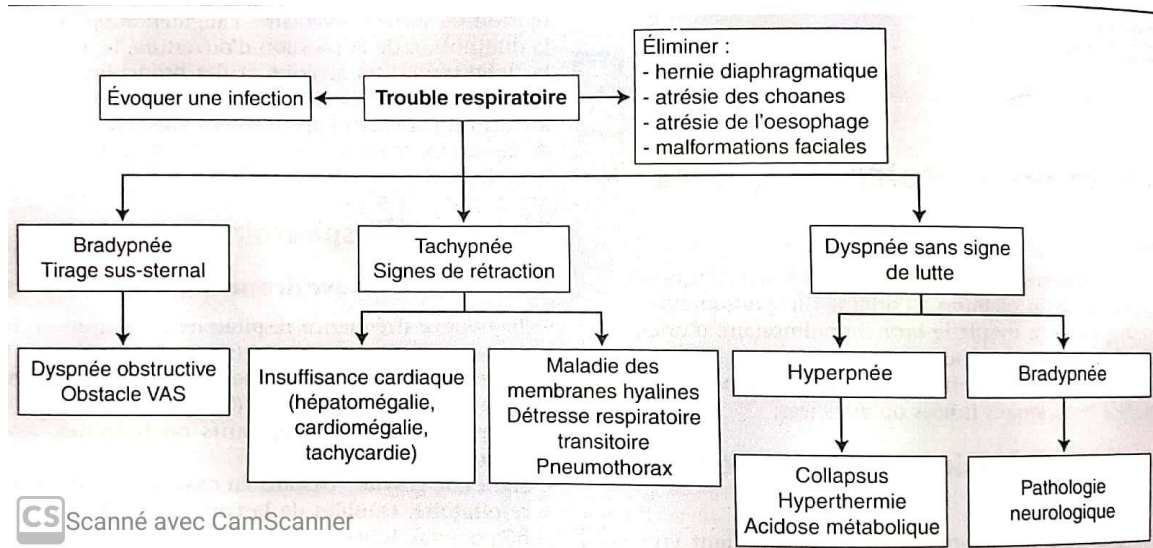 Éliminer :
- hernie diaphragmatique
- atrésie des choanes
- atrésie de l'oesophage
- malformations faciales
Évoquer une infection
Trouble respiratoire
Bradypnée
Tirage sus-sternal
Tachypnée
Signes de rétraction
Dyspnée sans signe
de lutte
Dyspnée obstructive
Obstacle VAS
Insuffisance cardiaque
(hépatomégalie,
cardiomégalie,
tachycardie)
Maladie des
membranes hyalines
Détresse respiratoire
transitoire
Pneumothorax
Hyperpnée
Bradypnée
Collapsus
Hyperthermie
Acidose métabolique
Pathologie
neurologique
CS Scanné avec CamScanner